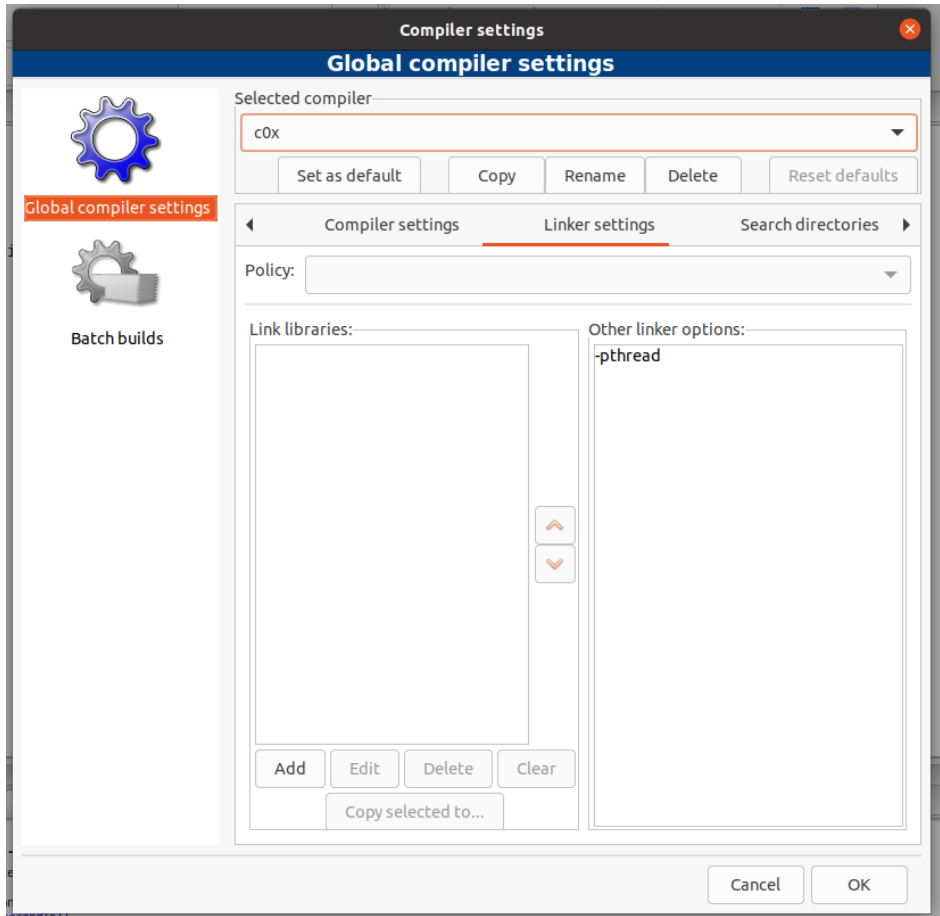 Compiler settings
Global compiler settings
Global compiler settings
Batch builds
Selected compiler
c0x
Set as default Copy Rename Delete Reset defaults
Compiler settings Linker settings Search directories
Policy:
Link libraries:
Other linker options:
-pthread
Add Edit Delete Clear
Copy selected to...
Cancel OK